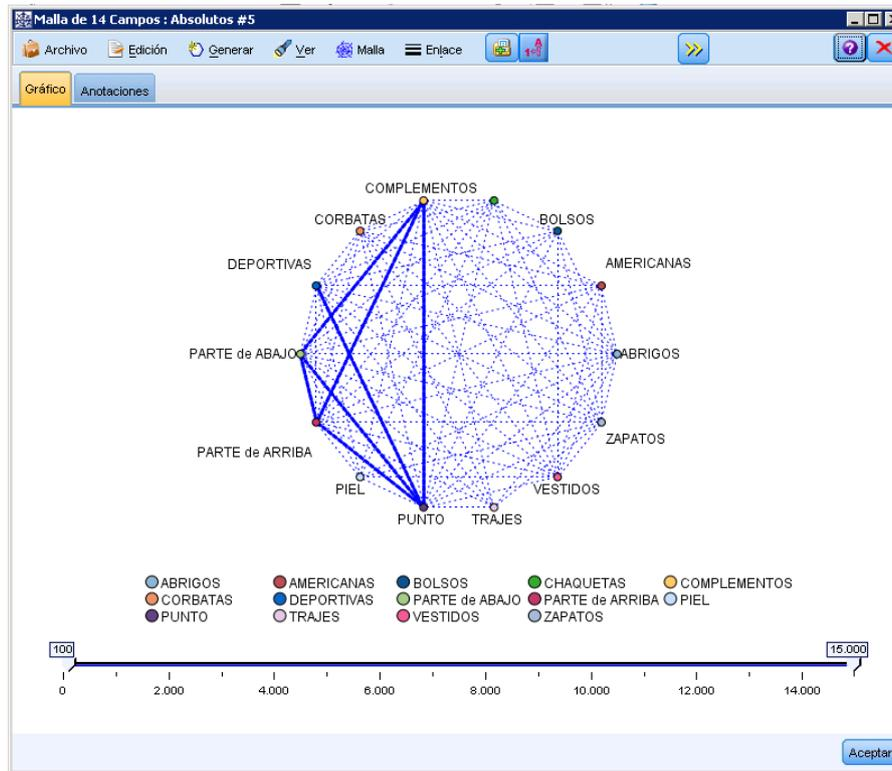 Malla de 14 Campos : Absolutos #5
Archivo Edición Generar Ver Malla Enlace
Gráfico Anotaciones
COMPLEMENTOS
CORBATAS BOLSOS
DEPORTIVAS AMERICANAS
PARTE de ABAJO ABRIGOS
PARTE de ARRIBA ZAPATOS
PIEL VESTIDOS
PUNTO TRAJES
ABRIGOS AMERICANAS BOLSOS CHAQUETAS COMPLEMENTOS
CORBATAS DEPORTIVAS PARTE de ABAJO PARTE de ARRIBA PIEL
PUNTO TRAJES VESTIDOS ZAPATOS
100 15.000
0 2.000 4.000 6.000 8.000 10.000 12.000 14.000
Aceptar